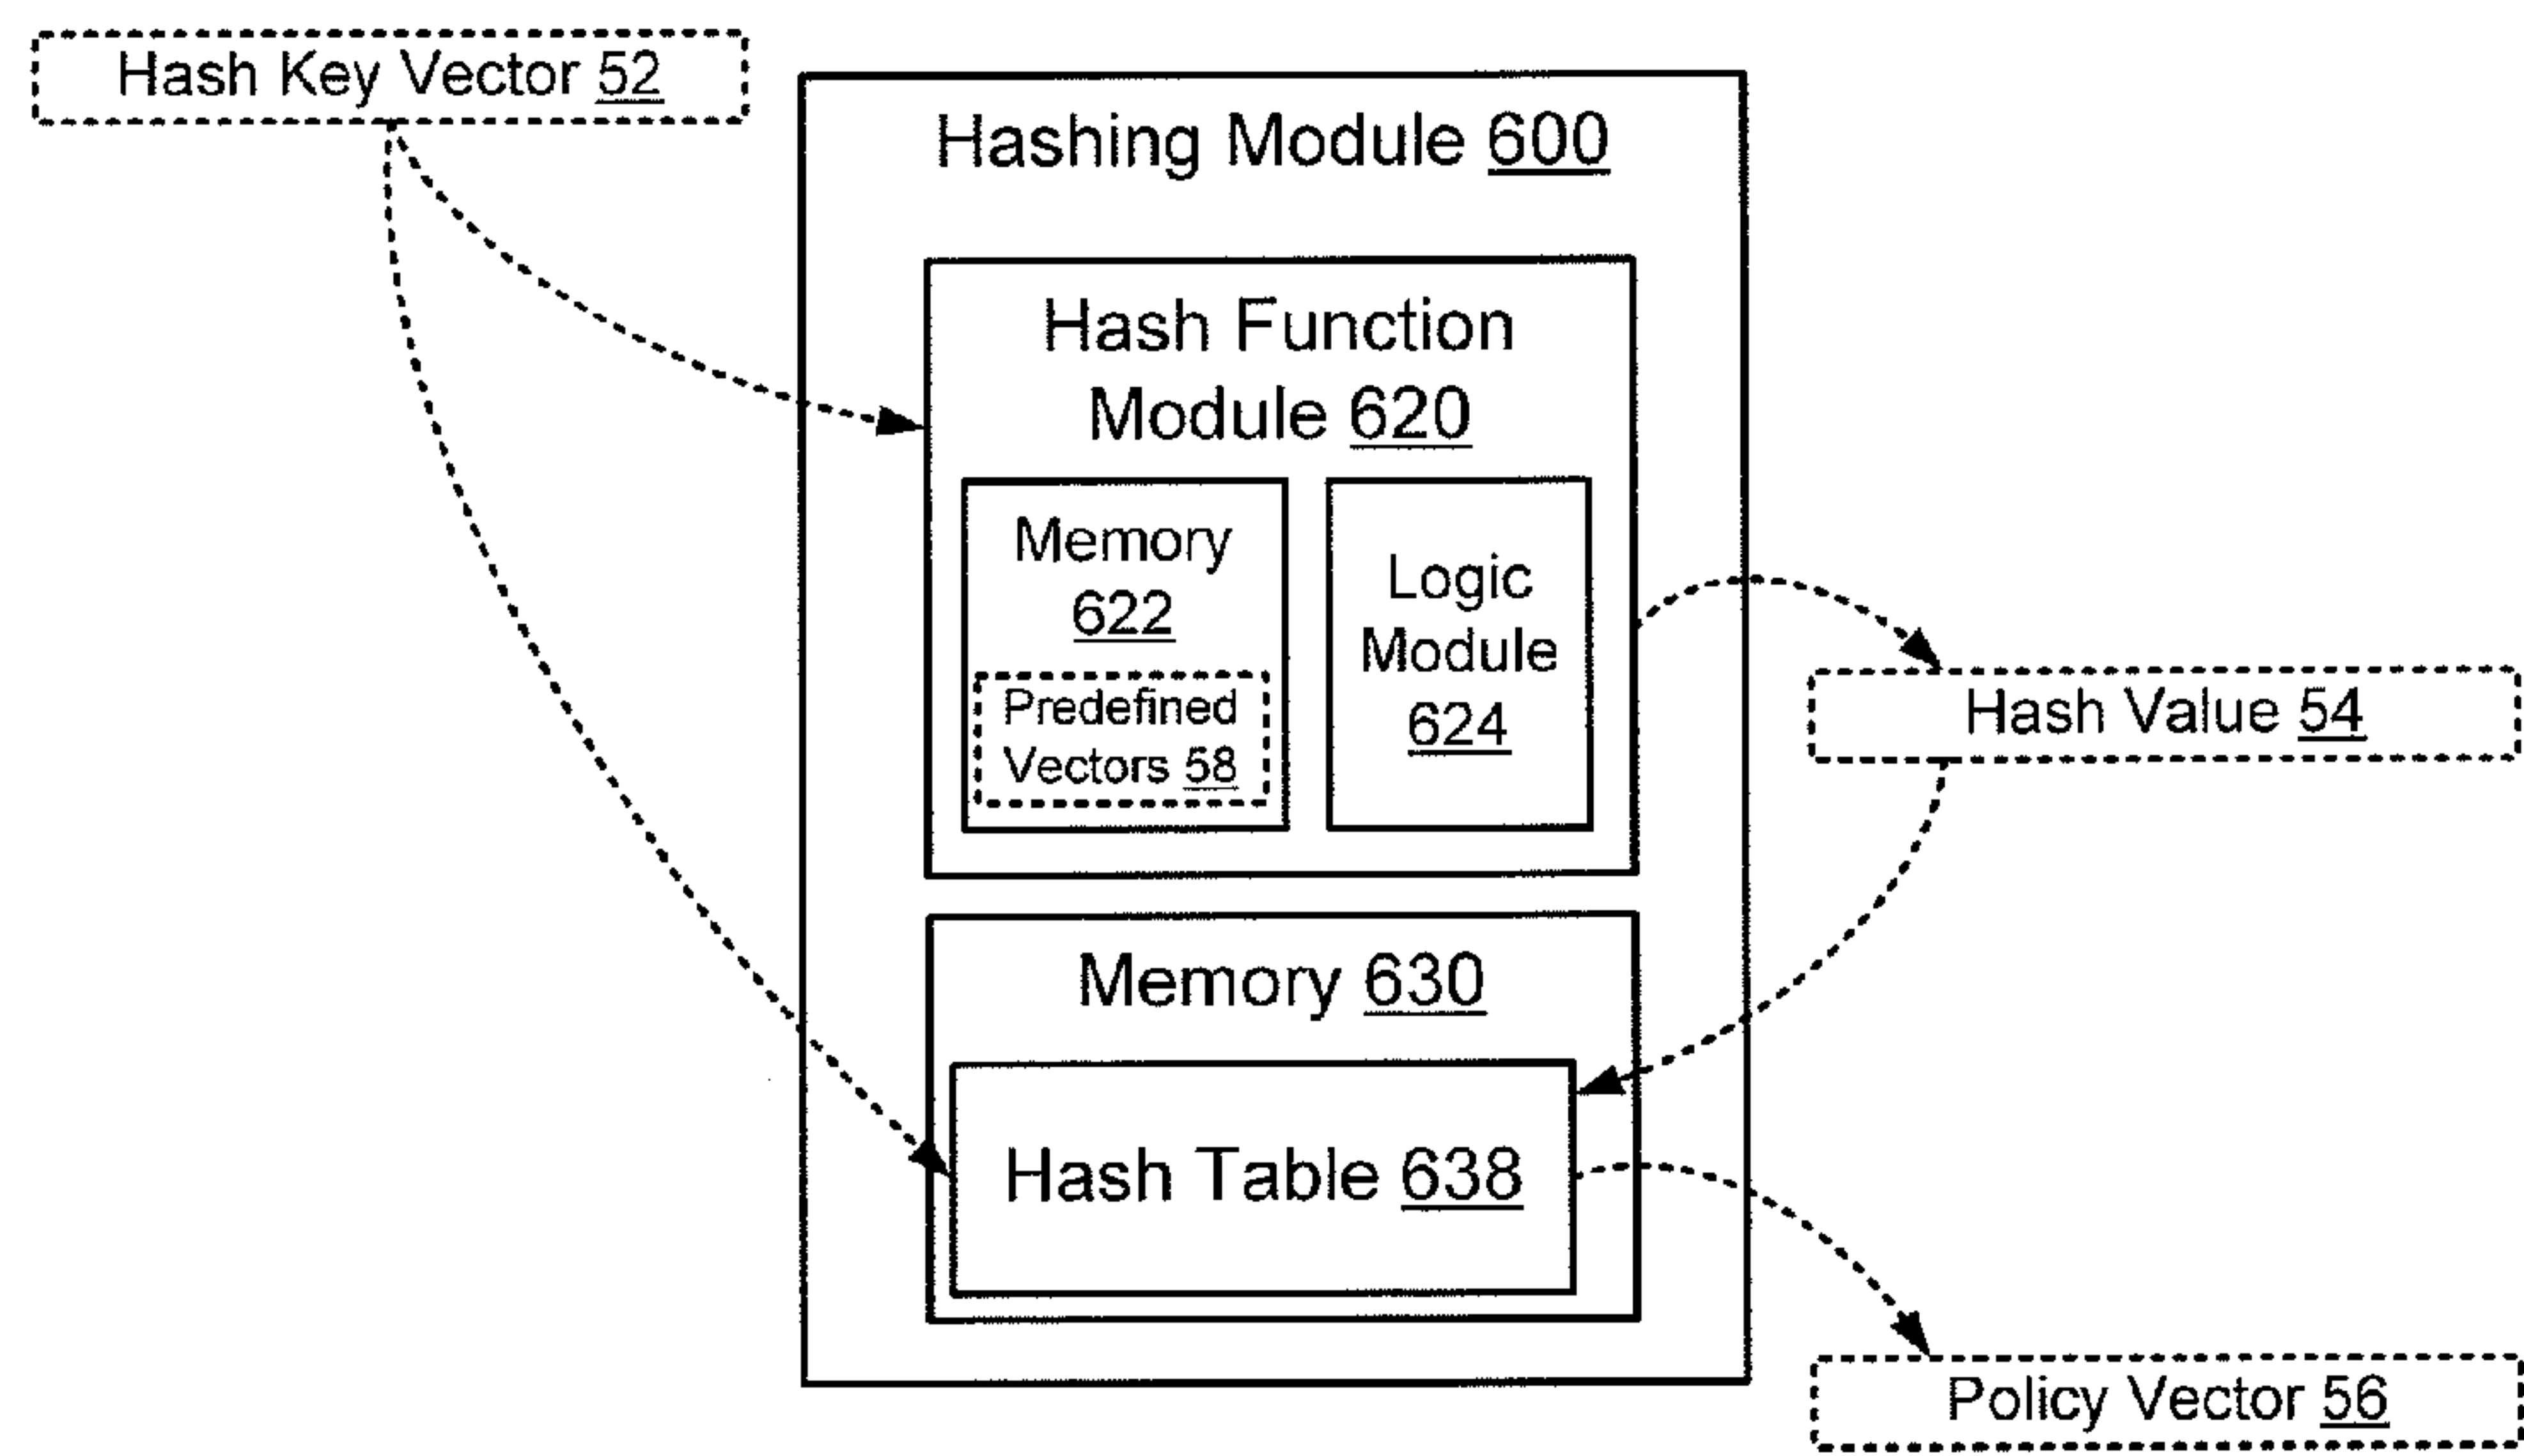 Hash Key Vector 52
Hashing Module 600
Hash Function
Module 620
Memory
622
Predefined
Vectors 58
Logic
Module
624
Hash Value 54
Memory 630
Hash Table 638
Policy Vector 56